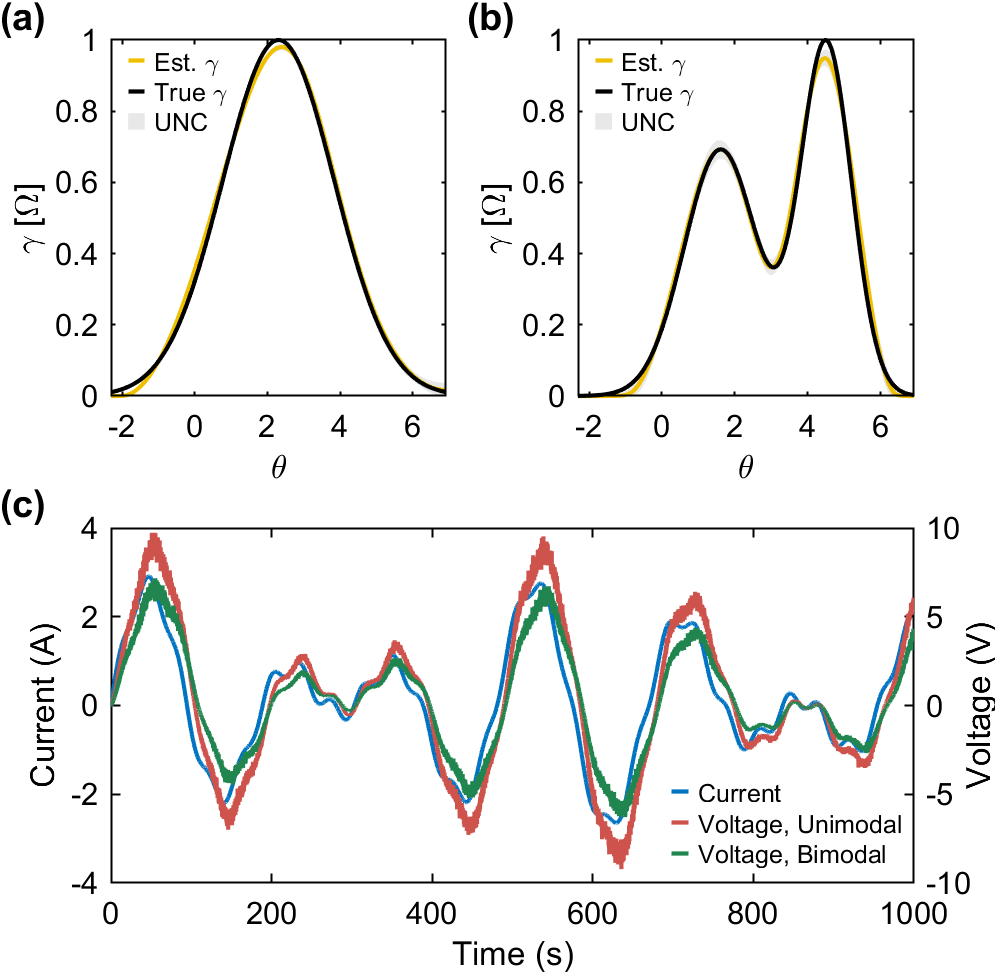 (a)
1
0.8
0.6
0.4
0.2
0
γ [Ω]
Est. γ
True γ
UNC
-2 0 2 4 6
θ
(b)
1
0.8
0.6
0.4
0.2
0
γ [Ω]
Est. γ
True γ
UNC
-2 0 2 4 6
θ
(c)
4
2
0
-2
-4
Current (A)
10
5
0
-5
-10
Voltage (V)
Current
Voltage, Unimodal
Voltage, Bimodal
0 200 400 600 800 1000
Time (s)